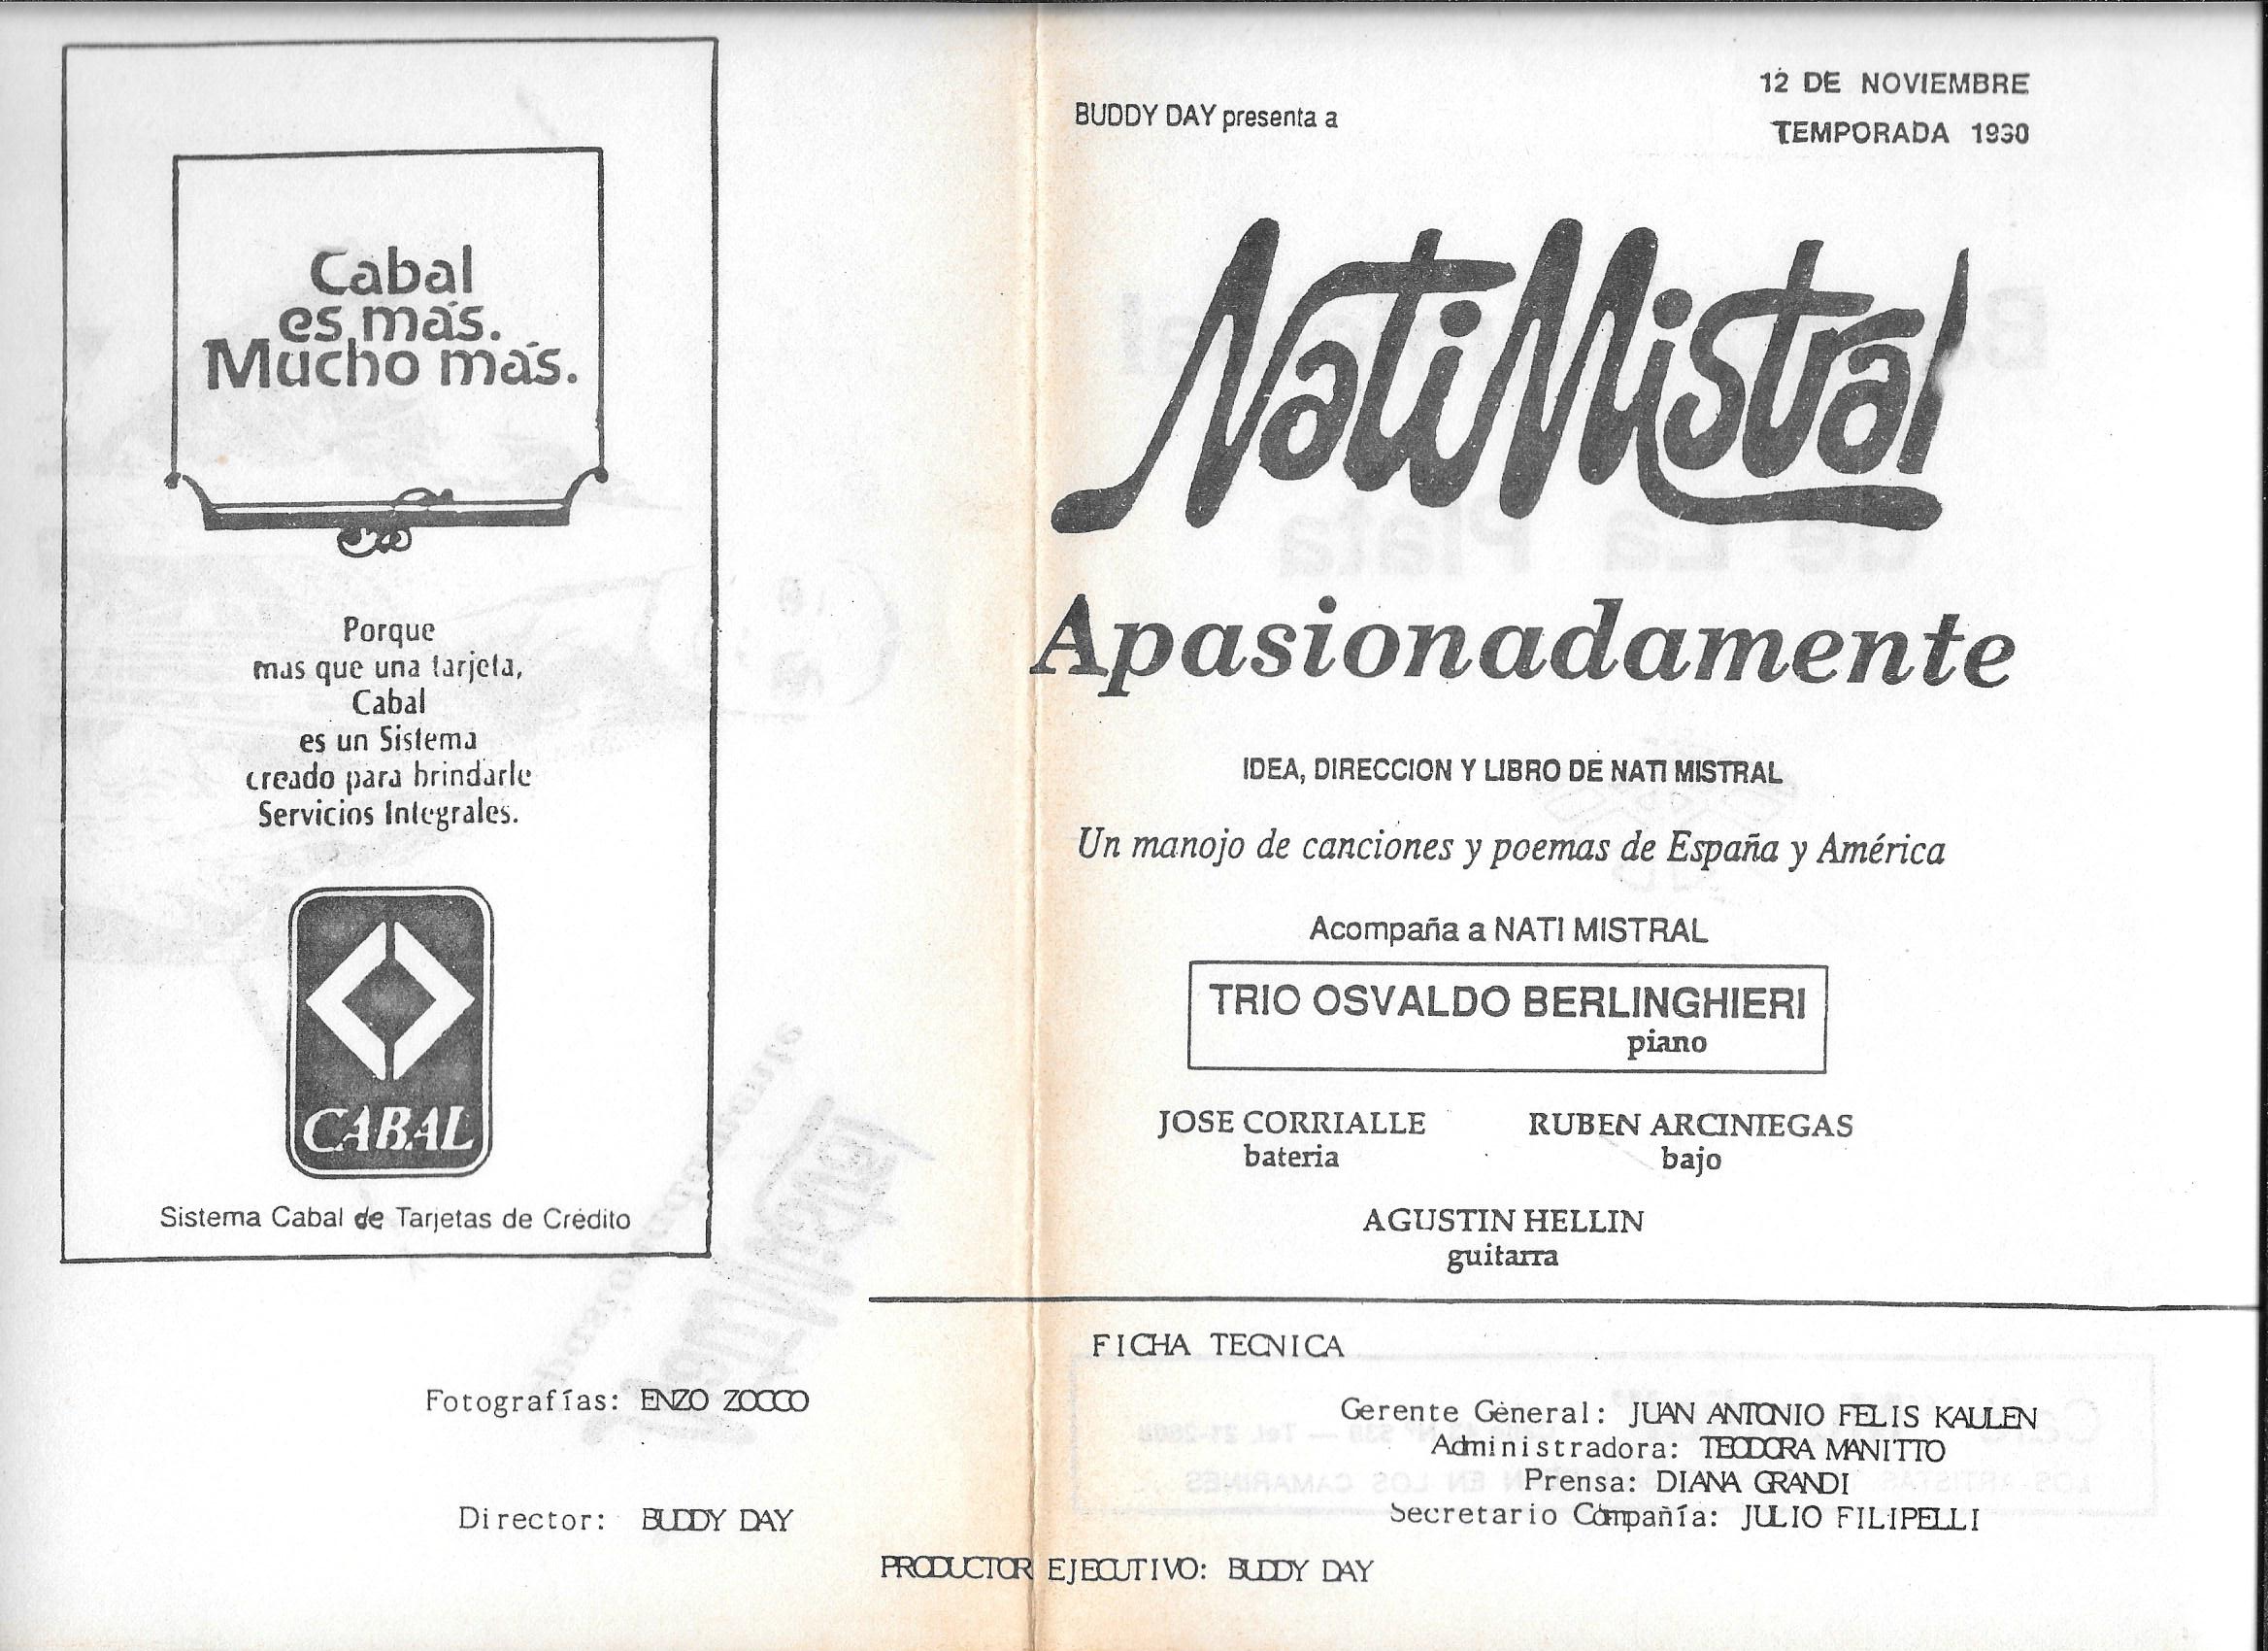 Cabal
es más.
Mucho más.
Porque
mas que una tarjeta,
Cabal
es un Sistema
creado para brindarle
Servicios Integrales.
CABAL
Sistema Cabal de Tarjetas de Crédito
Fotografías: ENZO ZOCCO
Director: BUDDY DAY
12 DE NOVIEMBRE
TEMPORADA 1990
BUDDY DAY presenta a
Nati Mistral
Apasionadamente
IDEA, DIRECCION Y LIBRO DE NATI MISTRAL
Un manojo de canciones y poemas de España y América
Acompaña a NATI MISTRAL
TRIO OSVALDO BERLINGHIERI
piano
JOSE CORRIALLE RUBEN ARCINIEGAS
bateria bajo
AGUSTIN HELLIN
guitarra
FICHA TECNICA
Gerente General: JUAN ANTONIO FELIS KAULEN
Administradora: TEODORA MANITTO
Prensa: DIANA GRANDI
Secretario Compañía: JULIO FILIPELLI
PRODUCTOR EJECUTIVO: BUDDY DAY